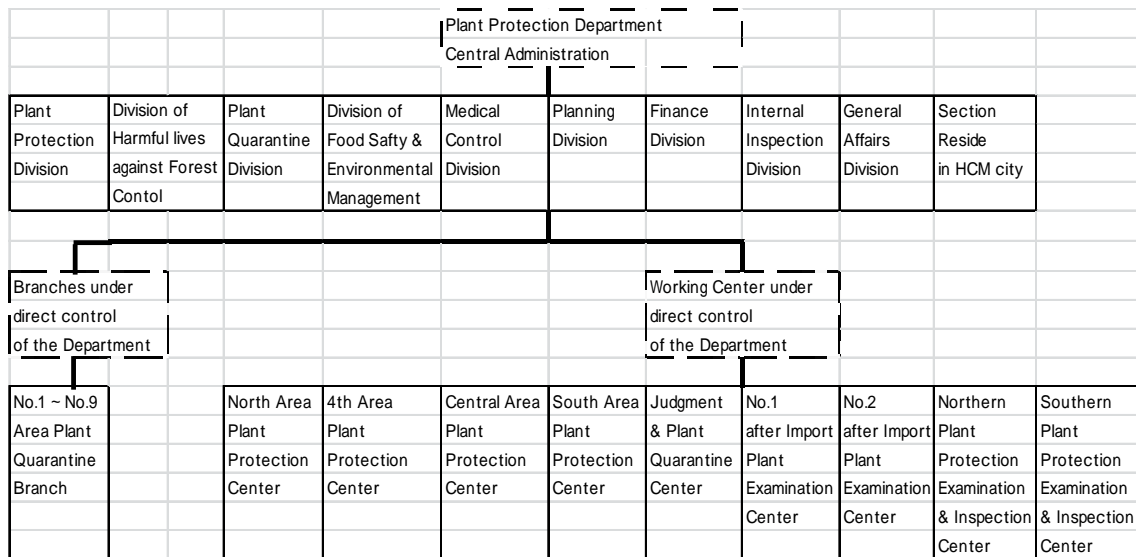 Plant Protection Department
Central Administration
Plant
Protection
Division
Division of
Harmful lives
against Forest
Contol
Plant
Quarantine
Division
Division of
Food Safty &
Environmental
Management
Medical
Control
Division
Planning
Division
Finance
Division
Internal
Inspection
Division
General
Affairs
Division
Section
Reside
in HCM city
Branches under
direct control
of the Department
Working Center under
direct control
of the Department
No.1 ~ No.9
Area Plant
Quarantine
Branch
North Area
Plant
Protection
Center
4th Area
Plant
Protection
Center
Central Area
Plant
Protection
Center
South Area
Plant
Protection
Center
Judgment
& Plant
Quarantine
Center
No.1
after Import
Plant
Examination
Center
No.2
after Import
Plant
Examination
Center
Northern
Plant
Protection
Examination
& Inspection
Center
Southern
Plant
Protection
Examination
& Inspection
Center